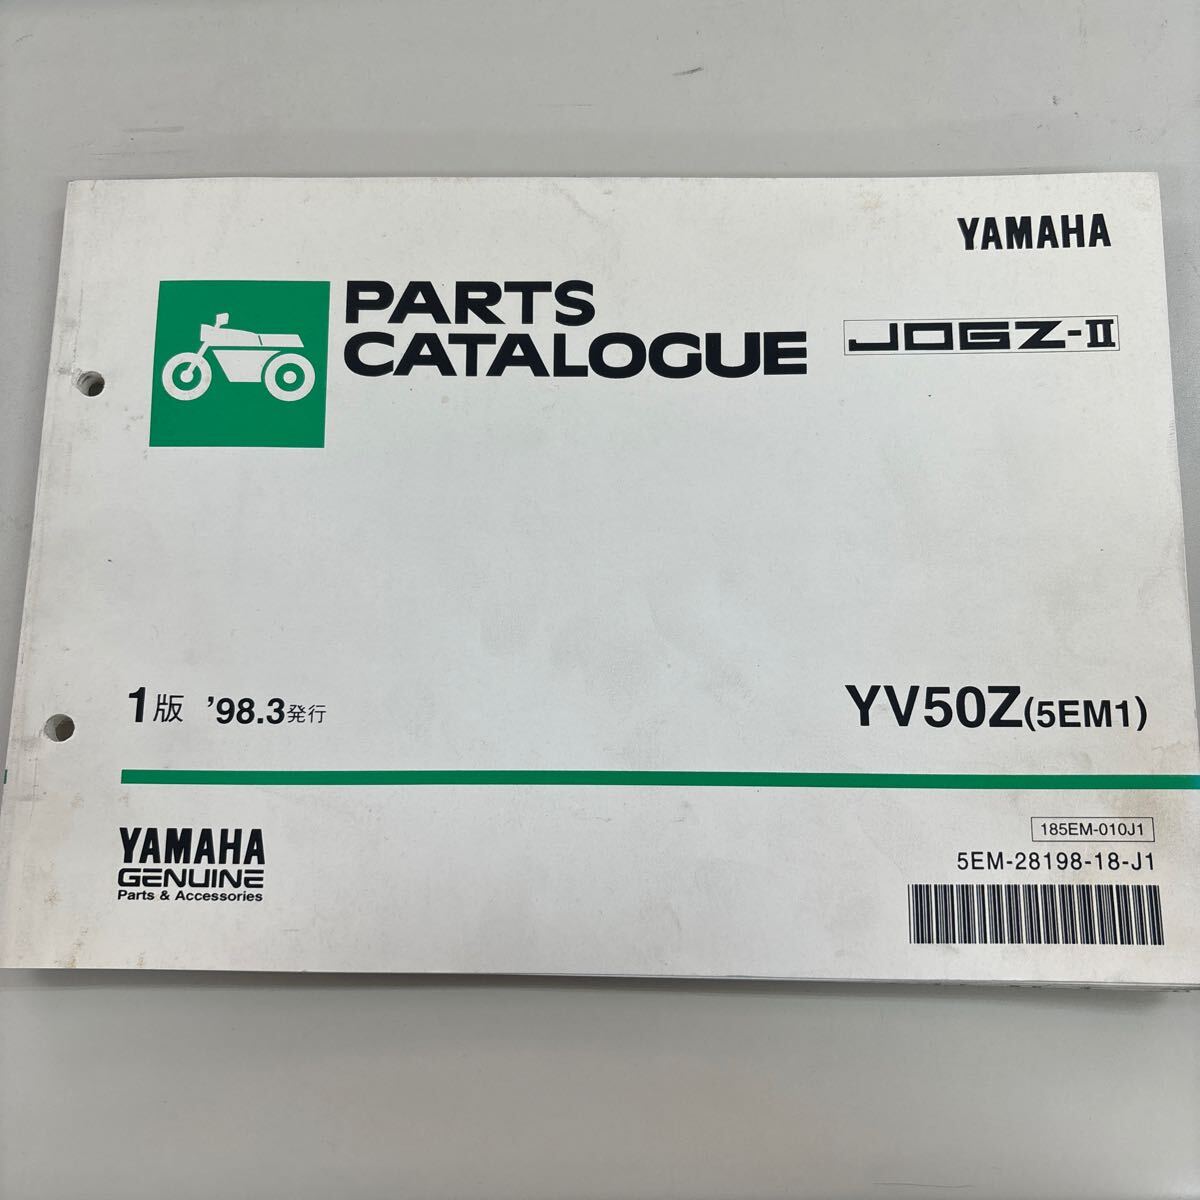 YAMAHA
PARTS
CATALOGUE
JOGZ-II
1版 '98.3発行
YV50Z(5EM1)
YAMAHA
GENUINE
Parts & Accessories
185EM-010J1
5EM-28198-18-J1